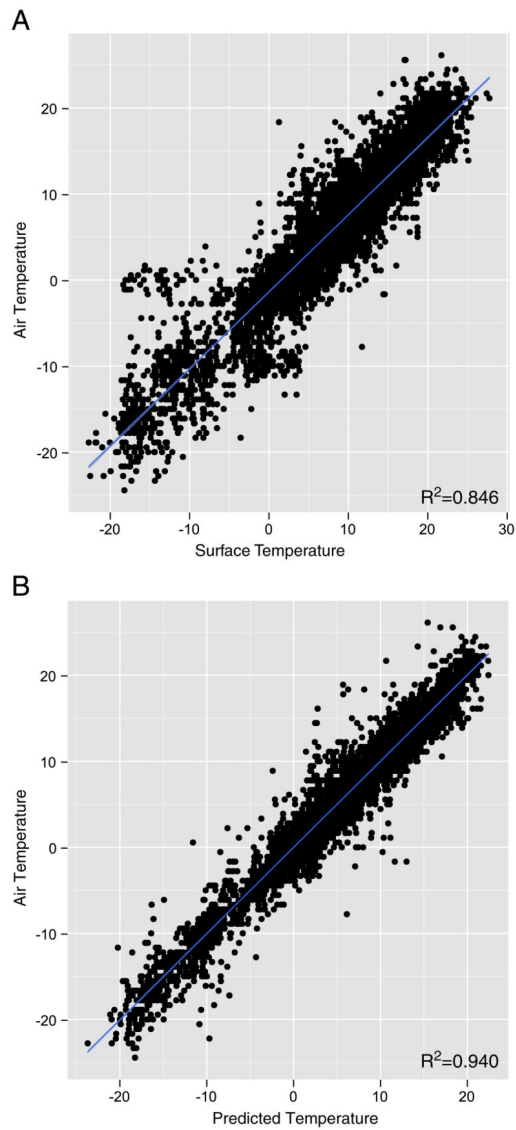 A
20
10
0
-10
-20
Air Temperature
R²=0.846
-20 -10 0 10 20 30
Surface Temperature
B
20
10
0
-10
-20
Air Temperature
R²=0.940
-20 -10 0 10 20
Predicted Temperature